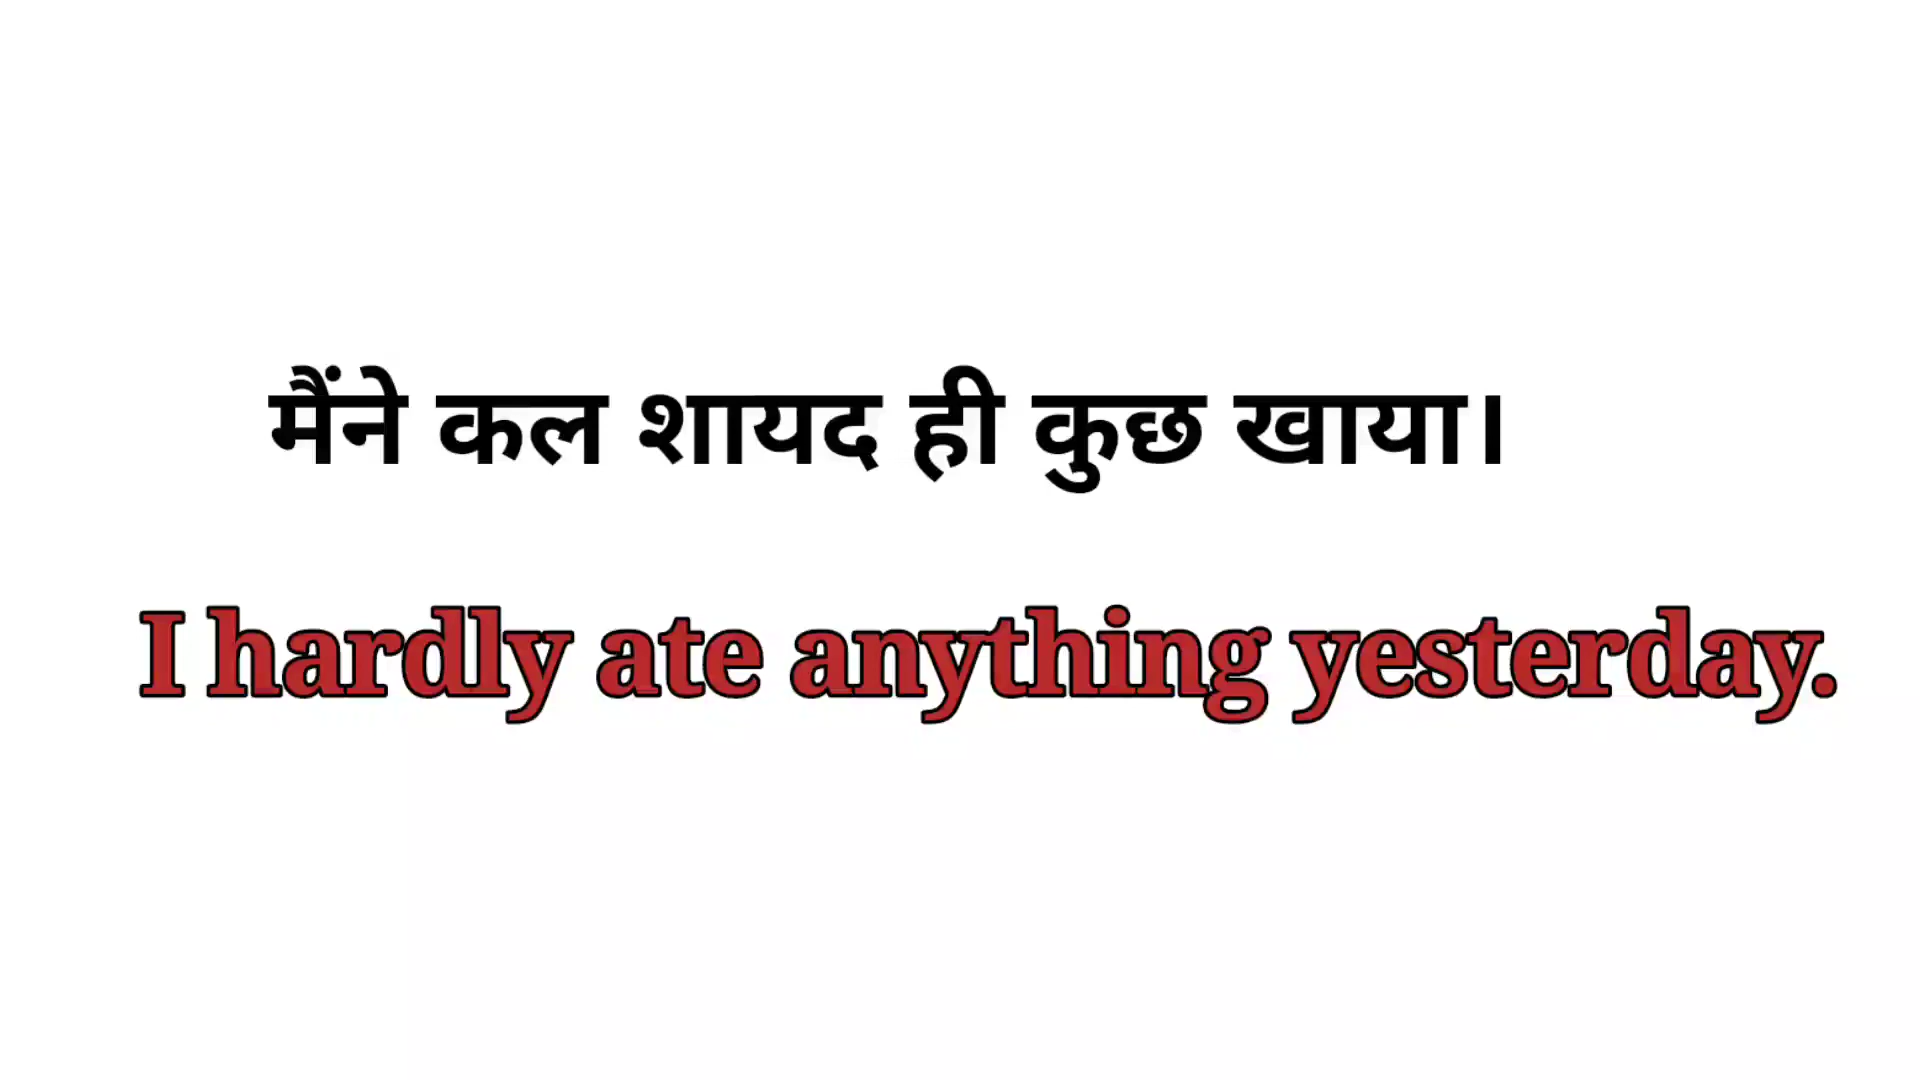 मैंने कल शायद ही कुछ खाया।
I hardly ate anything yesterday.